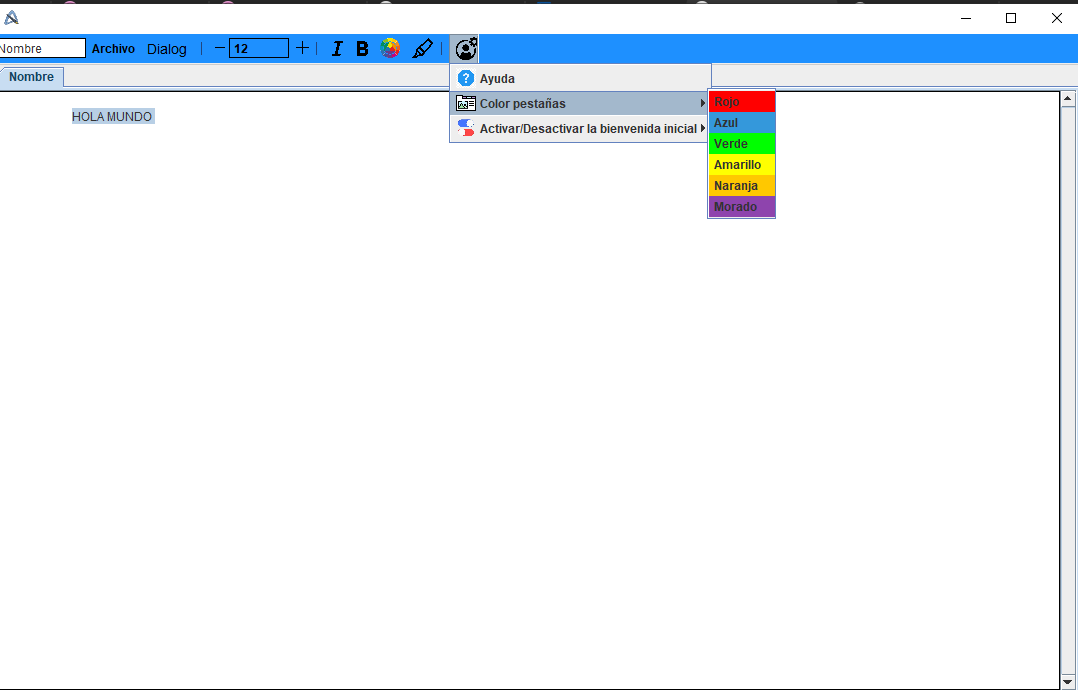 Nombre Archivo Dialog 12 I B
Nombre
HOLA MUNDO
Ayuda
Color pestañas
Activar/Desactivar la bienvenida inicial
Rojo
Azul
Verde
Amarillo
Naranja
Morado